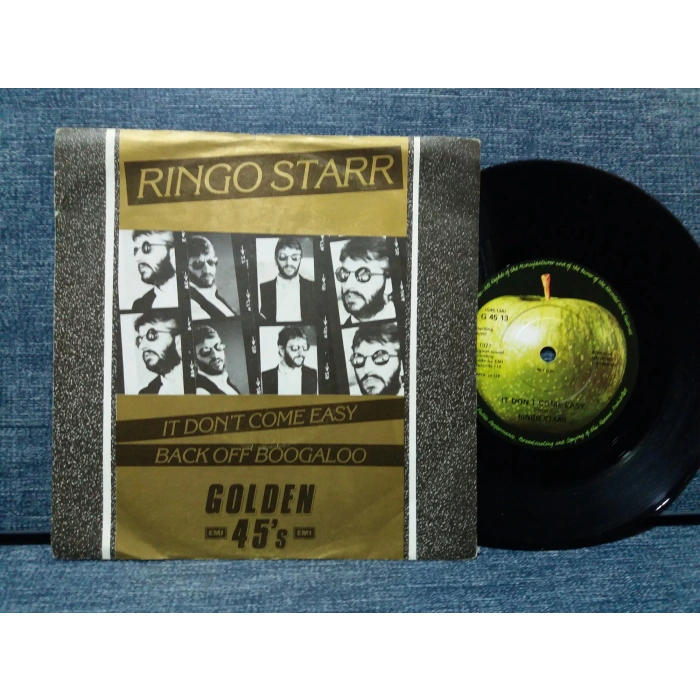 RINGO STARR
IT DON'T COME EASY
BACK OFF BOOGALOO
GOLDEN
EMI 45's EMI
G 45 13
1971
IT DON'T COME EASY
RINGO STARR